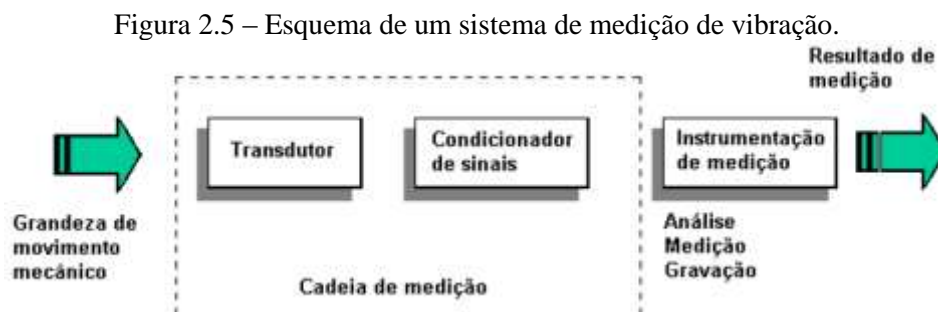 Figura 2.5 – Esquema de um sistema de medição de vibração.
Resultado de
medição
Transdutor
Condicionador
de sinais
Instrumentação
de medição
Grandeza de
movimento
mecánico
Análise
Medição
Gravação
Cadeia de medição